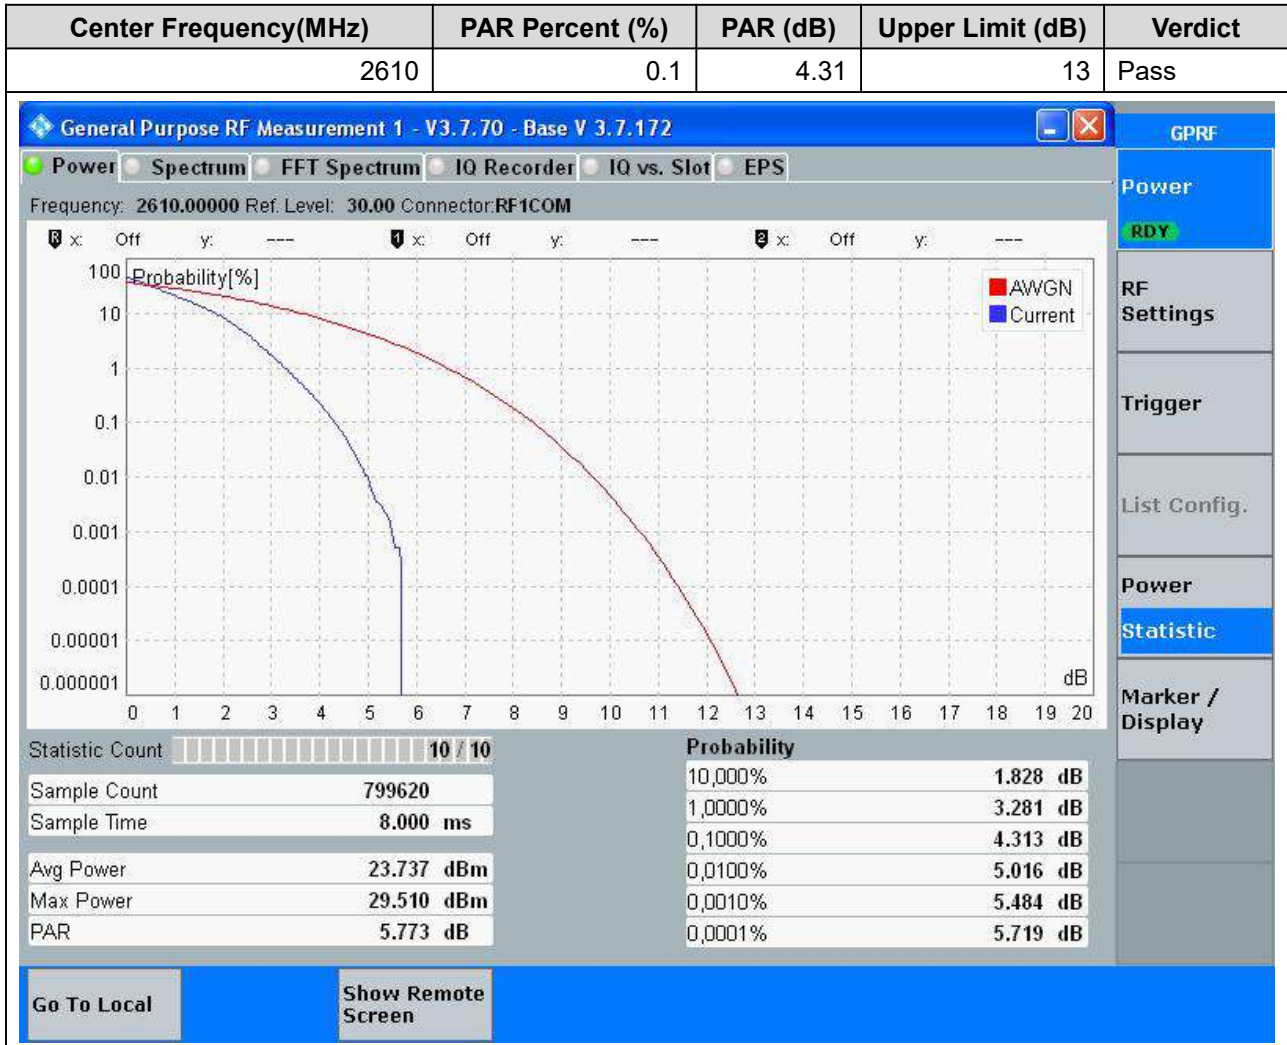 Center Frequency(MHz) PAR Percent (%) PAR (dB) Upper Limit (dB) Verdict
2610 0.1 4.31 13 Pass
General Purpose RF Measurement 1 - V3.7.70 - Base V 3.7.172
GPRF
Power Spectrum FFT Spectrum IQ Recorder IQ vs. Slot EPS
Frequency: 2610.00000 Ref. Level: 30.00 Connector:RF1COM
R x: Off y: --- 1 x: Off y: --- 2 x: Off y: ---
Probability[%]
AWGN
Current
100
10
1
0.1
0.01
0.001
0.0001
0.00001
0.000001
dB
0 1 2 3 4 5 6 7 8 9 10 11 12 13 14 15 16 17 18 19 20
Statistic Count 10 / 10
Sample Count 799620
Sample Time 8.000 ms
Avg Power 23.737 dBm
Max Power 29.510 dBm
PAR 5.773 dB
Probability
10,000% 1.828 dB
1,0000% 3.281 dB
0,1000% 4.313 dB
0,0100% 5.016 dB
0,0010% 5.484 dB
0,0001% 5.719 dB
Power
RDY
RF
Settings
Trigger
List Config.
Power
Statistic
Marker /
Display
Go To Local
Show Remote
Screen